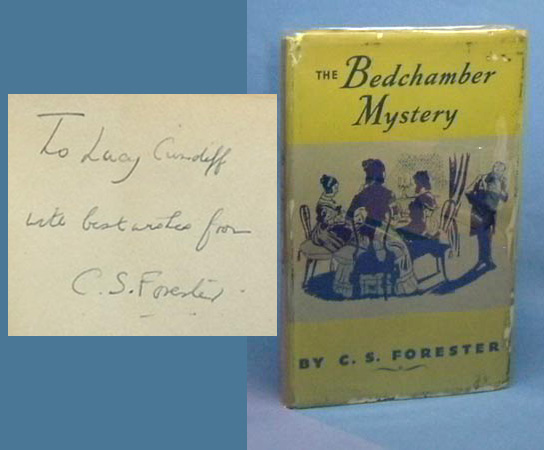 To Lucy Cundiff
with best wishes from
C. S. Forester
THE Bedchamber
Mystery
BY C. S. FORESTER